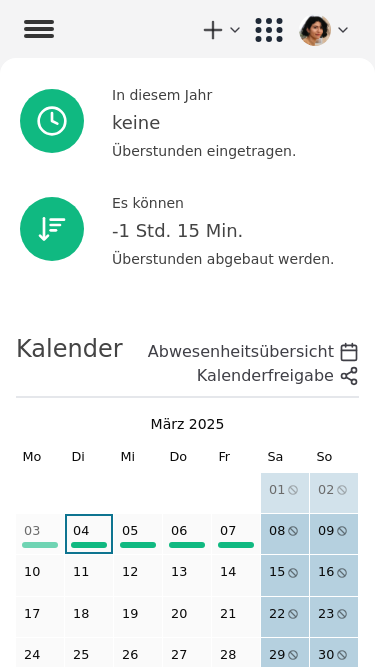 In diesem Jahr
keine
Überstunden eingetragen.
Es können
-1 Std. 15 Min.
Überstunden abgebaut werden.
Kalender
Abwesenheitsübersicht
Kalenderfreigabe
März 2025
Mo Di Mi Do Fr Sa So
01 02
03 04 05 06 07 08 09
10 11 12 13 14 15 16
17 18 19 20 21 22 23
24 25 26 27 28 29 30